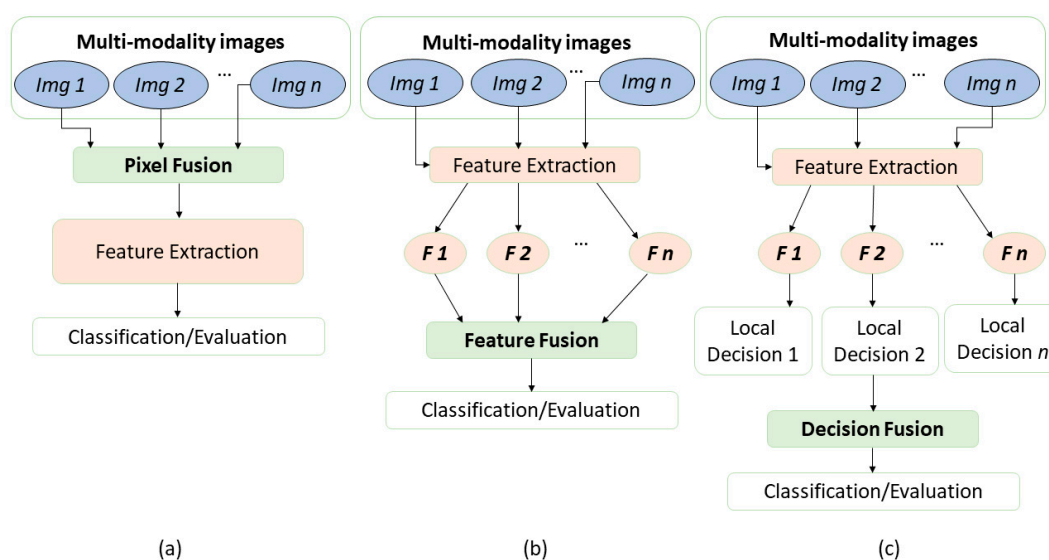 Multi-modality images
Img 1
Img 2
...
Img n
Pixel Fusion
Feature Extraction
Classification/Evaluation
(a)
Multi-modality images
Img 1
Img 2
...
Img n
Feature Extraction
F 1
F 2
...
F n
Feature Fusion
Classification/Evaluation
(b)
Multi-modality images
Img 1
Img 2
...
Img n
Feature Extraction
F 1
F 2
...
F n
Local
Decision 1
Local
Decision 2
Local
Decision n
Decision Fusion
Classification/Evaluation
(c)